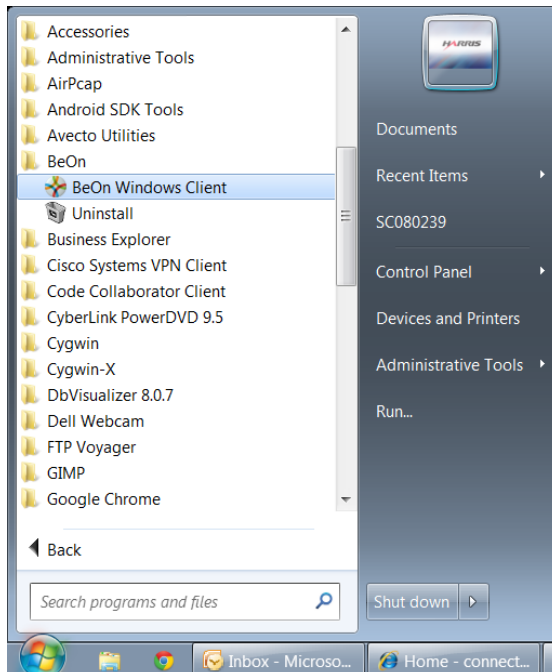 Accessories
Administrative Tools
AirPcap
Android SDK Tools
Avecto Utilities
BeOn
BeOn Windows Client
Uninstall
Business Explorer
Cisco Systems VPN Client
Code Collaborator Client
CyberLink PowerDVD 9.5
Cygwin
Cygwin-X
DbVisualizer 8.0.7
Dell Webcam
FTP Voyager
GIMP
Google Chrome
Back
Search programs and files
HARRIS
Documents
Recent Items
SC080239
Control Panel
Devices and Printers
Administrative Tools
Run...
Shut down
Inbox - Microso...
Home - connect...